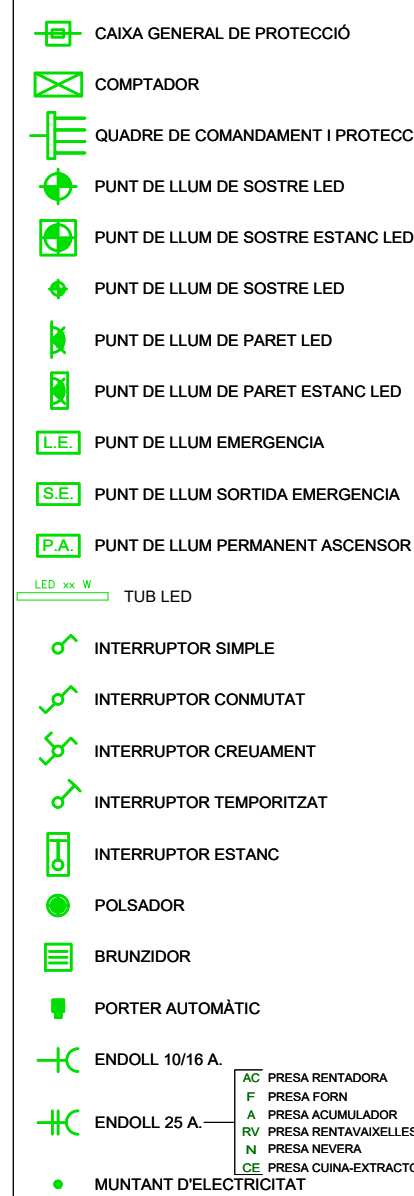 CAIXA GENERAL DE PROTECCIÓ
COMPTADOR
QUADRE DE COMANDAMENT I PROTECC
PUNT DE LLUM DE SOSTRE LED
PUNT DE LLUM DE SOSTRE ESTANC LED
PUNT DE LLUM DE SOSTRE LED
PUNT DE LLUM DE PARET LED
PUNT DE LLUM DE PARET ESTANC LED
L.E. PUNT DE LLUM EMERGENCIA
S.E. PUNT DE LLUM SORTIDA EMERGENCIA
P.A. PUNT DE LLUM PERMANENT ASCENSOR
LED xx W
TUB LED
INTERRUPTOR SIMPLE
INTERRUPTOR CONMUTAT
INTERRUPTOR CREUAMENT
INTERRUPTOR TEMPORITZAT
INTERRUPTOR ESTANC
POLSADOR
BRUNZIDOR
PORTER AUTOMÀTIC
ENDOLL 10/16 A.
ENDOLL 25 A.
AC PRESA RENTADORA
F PRESA FORN
A PRESA ACUMULADOR
RV PRESA RENTAVAIXELLES
N PRESA NEVERA
CE PRESA CUINA-EXTRACTO
MUNTANT D'ELECTRICITAT